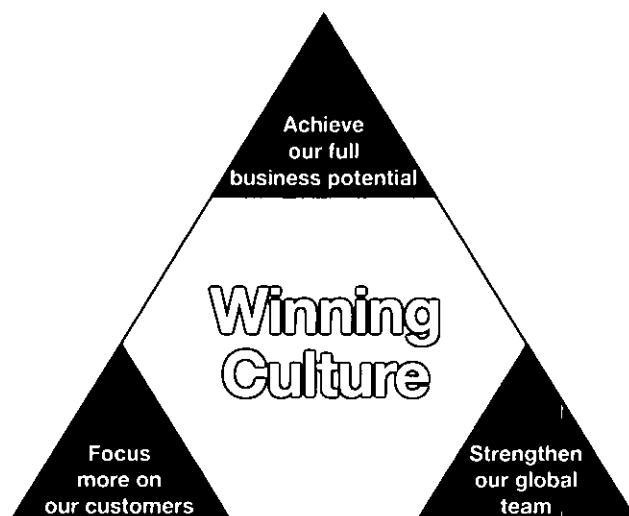 Achieve
our full
business potential
Winning
Culture
Focus
more on
our customers
Strengthen
our global
team